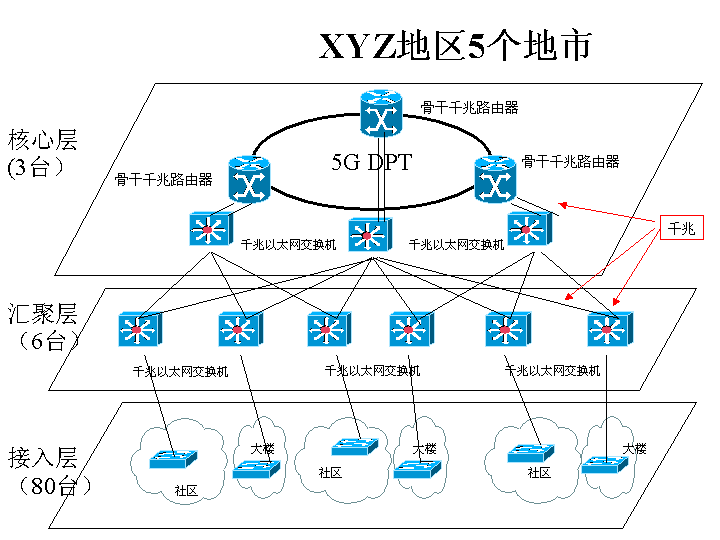 XYZ地区5个地市
骨干千兆路由器
核心层
(3台）
5G DPT
骨干千兆路由器
骨干千兆路由器
千兆
千兆以太网交换机
千兆以太网交换机
汇聚层
（6台）
千兆以太网交换机
千兆以太网交换机
千兆以太网交换机
接入层
（80台）
大楼
大楼
大楼
社区
社区
社区